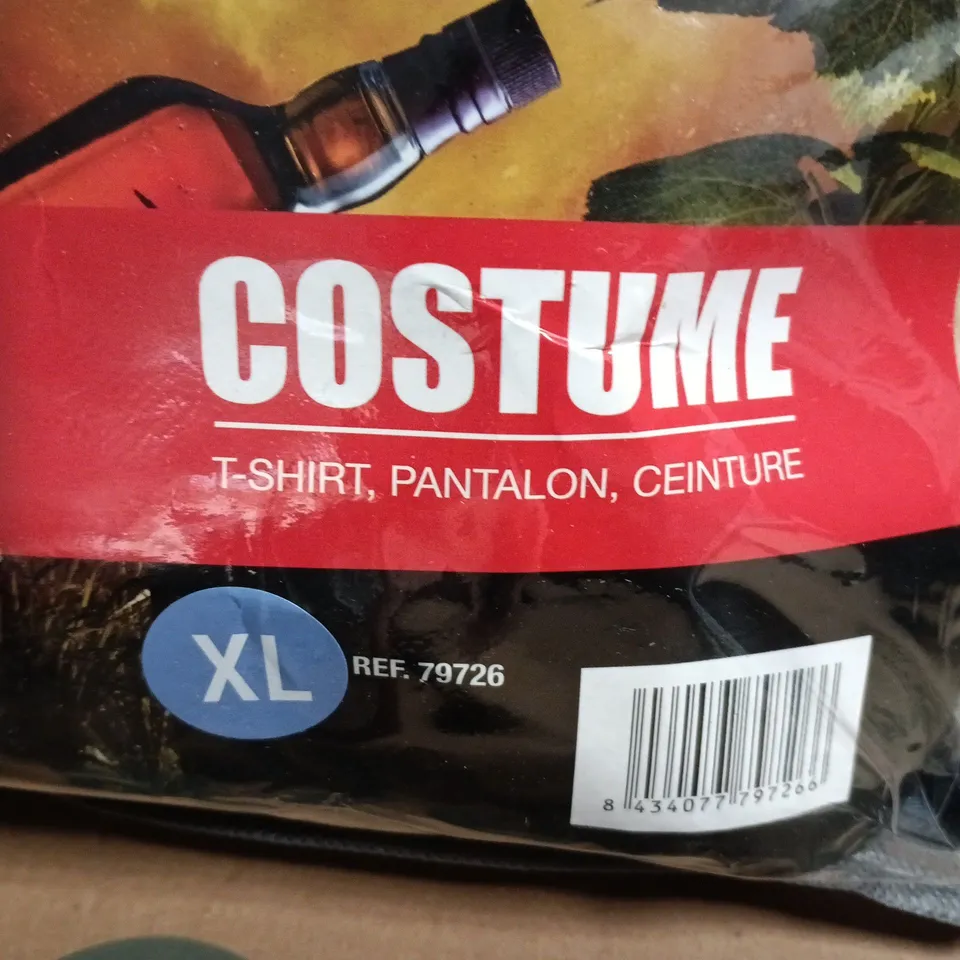 COSTUME
T-SHIRT, PANTALON, CEINTURE
XL
REF. 79726
8 434077 797266